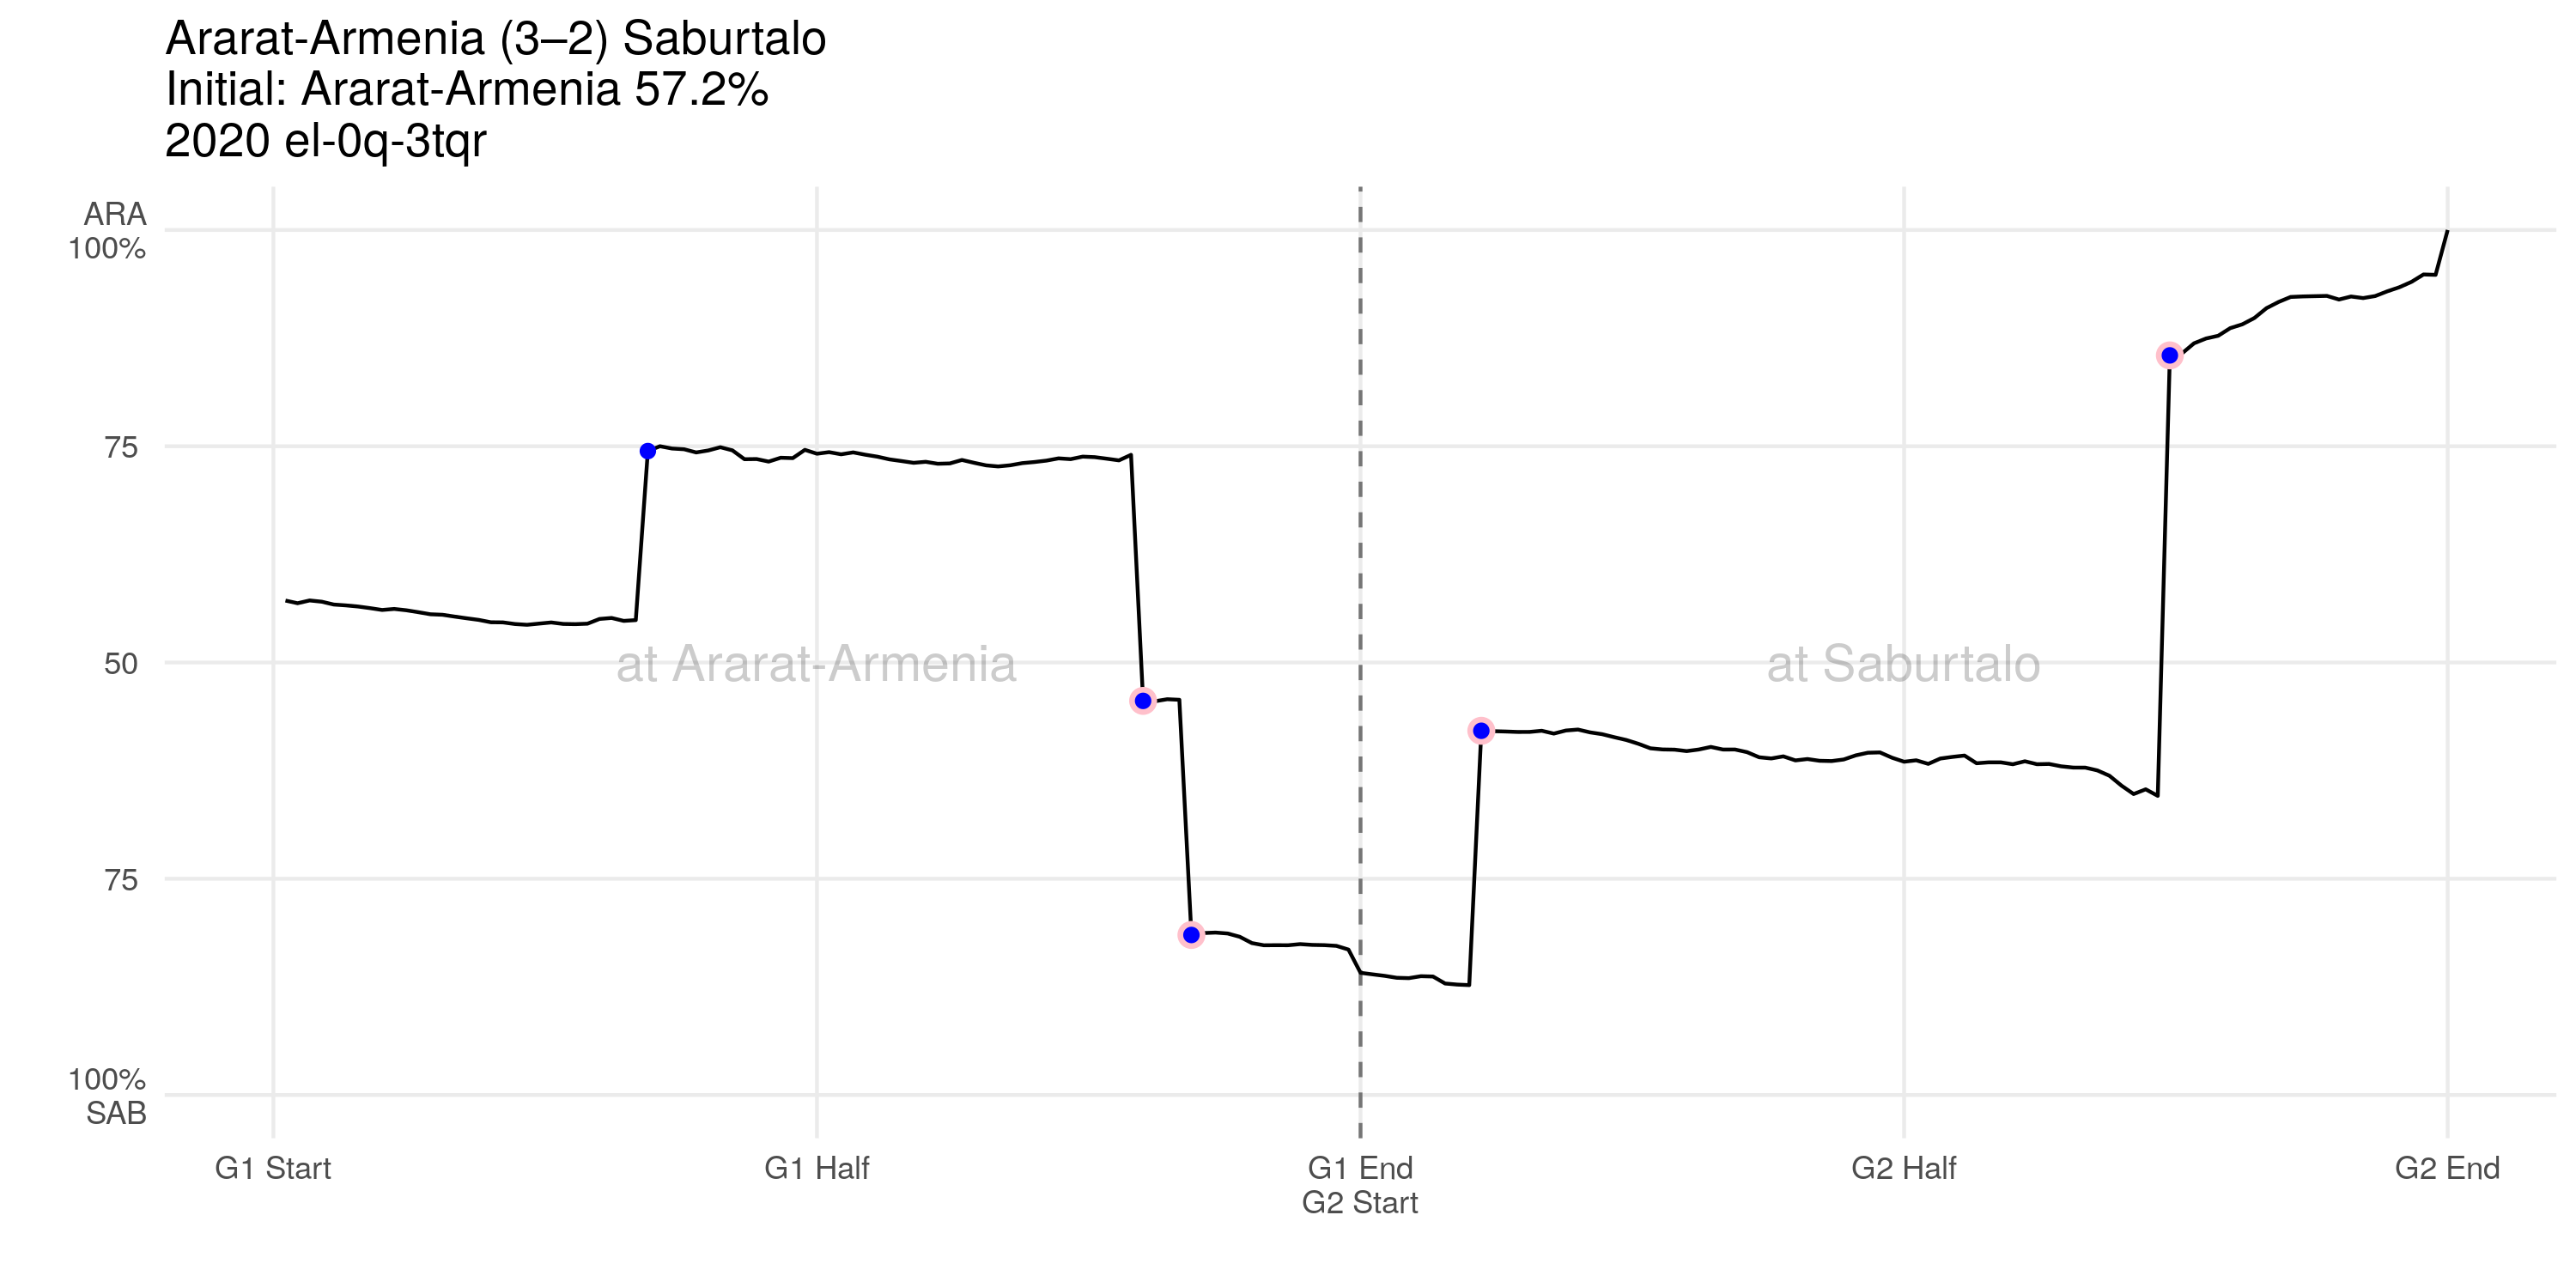 Ararat-Armenia (3–2) Saburtalo
Initial: Ararat-Armenia 57.2%
2020 el-0q-3tqr
ARA
100%
75
50
75
100%
SAB
at Ararat-Armenia
at Saburtalo
G1 Start
G1 Half
G1 End
G2 Start
G2 Half
G2 End